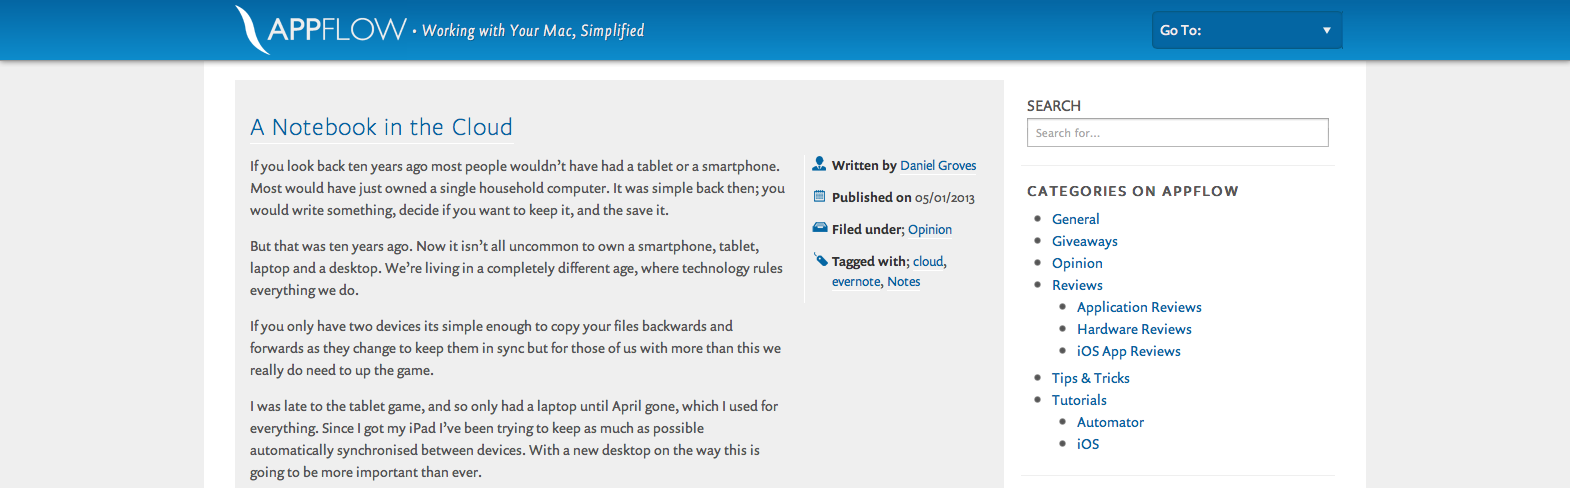 APPFLOW • Working with Your Mac, Simplified
Go To:
A Notebook in the Cloud
If you look back ten years ago most people wouldn't have had a tablet or a smartphone.
Most would have just owned a single household computer. It was simple back then; you
would write something, decide if you want to keep it, and the save it.
But that was ten years ago. Now it isn't all uncommon to own a smartphone, tablet,
laptop and a desktop. We're living in a completely different age, where technology rules
everything we do.
If you only have two devices its simple enough to copy your files backwards and
forwards as they change to keep them in sync but for those of us with more than this we
really do need to up the game.
I was late to the tablet game, and so only had a laptop until April gone, which I used for
everything. Since I got my iPad I've been trying to keep as much as possible
automatically synchronised between devices. With a new desktop on the way this is
going to be more important than ever.
Written by Daniel Groves
Published on 05/01/2013
Filed under; Opinion
Tagged with; cloud,
evernote, Notes
SEARCH
Search for...
CATEGORIES ON APPFLOW
General
Giveaways
Opinion
Reviews
Application Reviews
Hardware Reviews
iOS App Reviews
Tips & Tricks
Tutorials
Automator
iOS